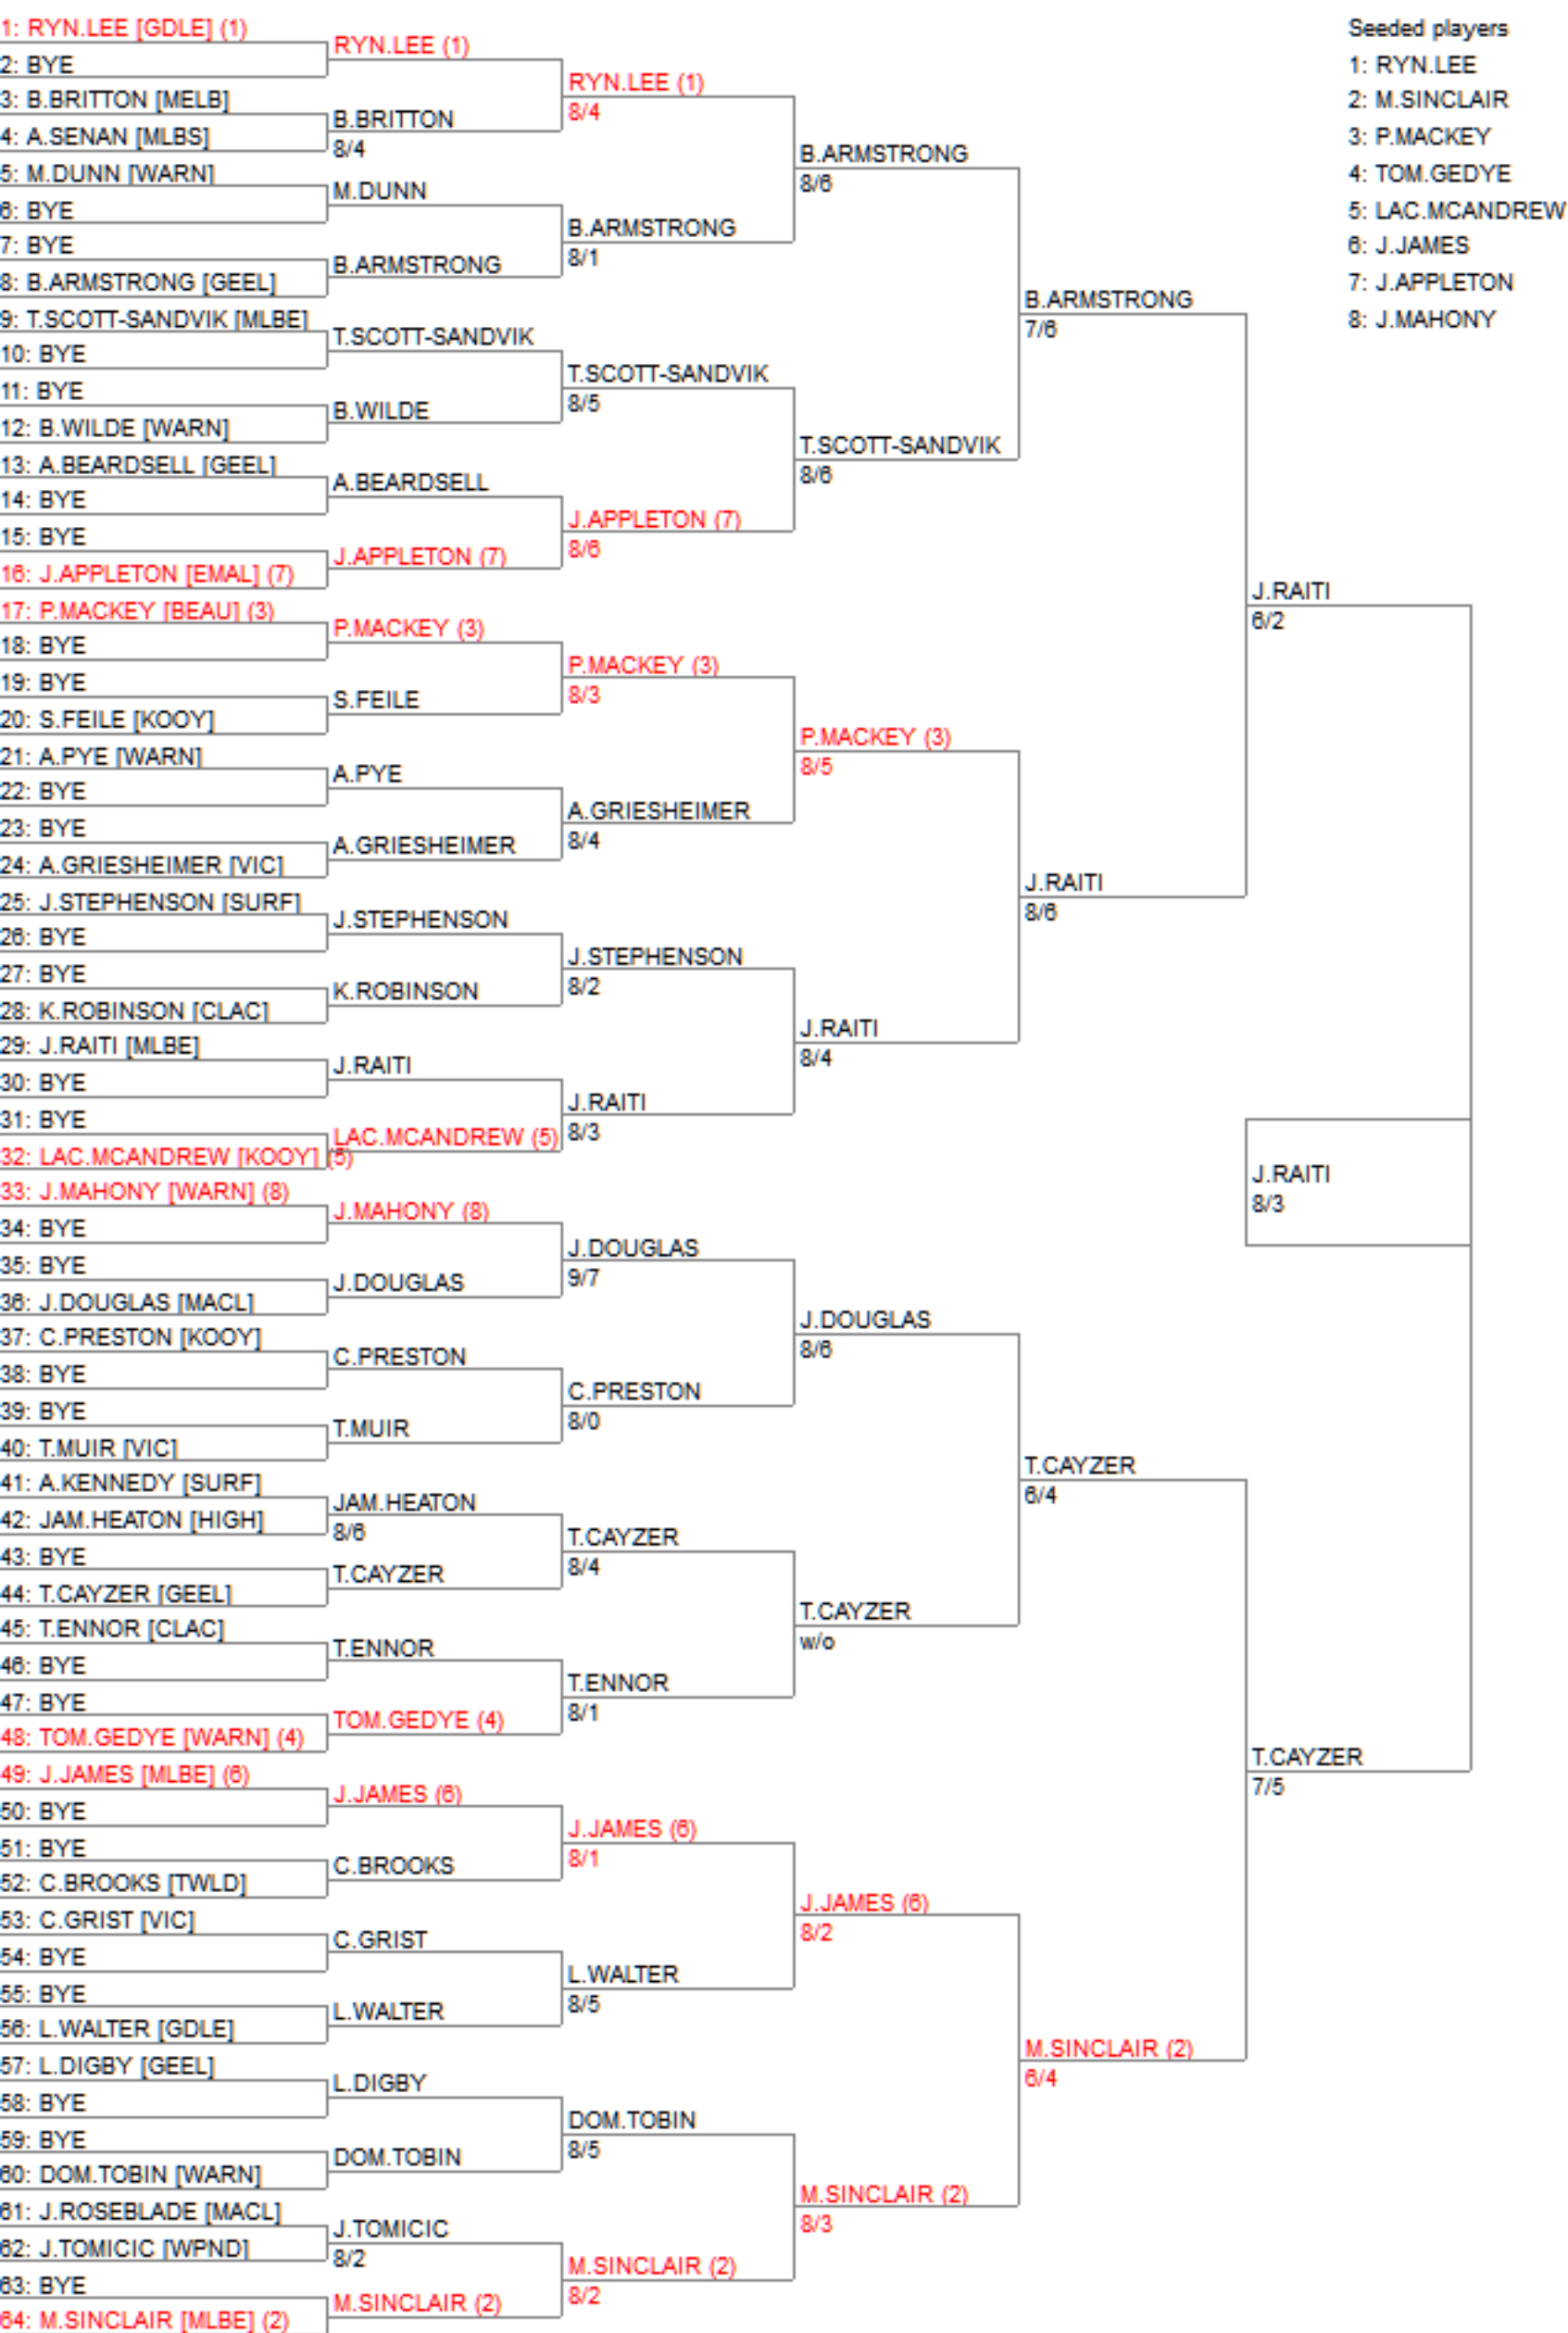 1: RYN.LEE [GDLE] (1)
2: BYE
3: B.BRITTON [MELB]
4: A.SENAN [MLBS]
5: M.DUNN [WARN]
6: BYE
7: BYE
8: B.ARMSTRONG [GEEL]
9: T.SCOTT-SANDVIK [MLBE]
10: BYE
11: BYE
12: B.WILDE [WARN]
13: A.BEARDSELL [GEEL]
14: BYE
15: BYE
16: J.APPLETON [EMAL] (7)
17: P.MACKEY [BEAU] (3)
18: BYE
19: BYE
20: S.FEILE [KOOY]
21: A.PYE [WARN]
22: BYE
23: BYE
24: A.GRIESHEIMER [VIC]
25: J.STEPHENSON [SURF]
26: BYE
27: BYE
28: K.ROBINSON [CLAC]
29: J.RAITI [MLBE]
30: BYE
31: BYE
32: LAC.MCANDREW [KOOY] (5)
33: J.MAHONY [WARN] (8)
34: BYE
35: BYE
36: J.DOUGLAS [MACL]
37: C.PRESTON [KOOY]
38: BYE
39: BYE
40: T.MUIR [VIC]
41: A.KENNEDY [SURF]
42: JAM.HEATON [HIGH]
43: BYE
44: T.CAYZER [GEEL]
45: T.ENNOR [CLAC]
46: BYE
47: BYE
48: TOM.GEDYE [WARN] (4)
49: J.JAMES [MLBE] (6)
50: BYE
51: BYE
52: C.BROOKS [TWLD]
53: C.GRIST [VIC]
54: BYE
55: BYE
56: L.WALTER [GDLE]
57: L.DIGBY [GEEL]
58: BYE
59: BYE
60: DOM.TOBIN [WARN]
61: J.ROSEBLADE [MACL]
62: J.TOMICIC [WPND]
63: BYE
64: M.SINCLAIR [MLBE] (2)
RYN.LEE (1)
B.BRITTON
8/4
M.DUNN
B.ARMSTRONG
T.SCOTT-SANDVIK
B.WILDE
A.BEARDSELL
J.APPLETON (7)
P.MACKEY (3)
S.FEILE
A.PYE
A.GRIESHEIMER
J.STEPHENSON
K.ROBINSON
J.RAITI
LAC.MCANDREW (5)
J.MAHONY (8)
J.DOUGLAS
C.PRESTON
T.MUIR
JAM.HEATON
8/6
T.CAYZER
T.ENNOR
TOM.GEDYE (4)
J.JAMES (6)
C.BROOKS
C.GRIST
L.WALTER
L.DIGBY
DOM.TOBIN
J.TOMICIC
8/2
M.SINCLAIR (2)
RYN.LEE (1)
8/4
B.ARMSTRONG
8/1
T.SCOTT-SANDVIK
8/5
J.APPLETON (7)
8/6
P.MACKEY (3)
8/3
A.GRIESHEIMER
8/4
J.STEPHENSON
8/2
J.RAITI
8/3
J.DOUGLAS
9/7
C.PRESTON
8/0
T.CAYZER
8/4
T.ENNOR
8/1
J.JAMES (6)
8/1
L.WALTER
8/5
DOM.TOBIN
8/5
M.SINCLAIR (2)
8/2
B.ARMSTRONG
8/6
T.SCOTT-SANDVIK
8/6
P.MACKEY (3)
8/5
J.RAITI
8/4
J.DOUGLAS
8/6
T.CAYZER
w/o
J.JAMES (6)
8/2
M.SINCLAIR (2)
8/3
B.ARMSTRONG
7/6
J.RAITI
8/6
T.CAYZER
6/4
M.SINCLAIR (2)
6/4
J.RAITI
6/2
T.CAYZER
7/5
J.RAITI
8/3
Seeded players
1: RYN.LEE
2: M.SINCLAIR
3: P.MACKEY
4: TOM.GEDYE
5: LAC.MCANDREW
6: J.JAMES
7: J.APPLETON
8: J.MAHONY